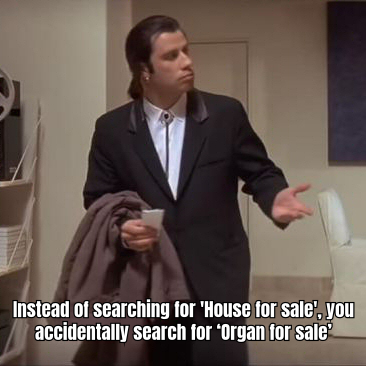 Instead of searching for 'House for sale', you
accidentally search for ‘Organ for sale’